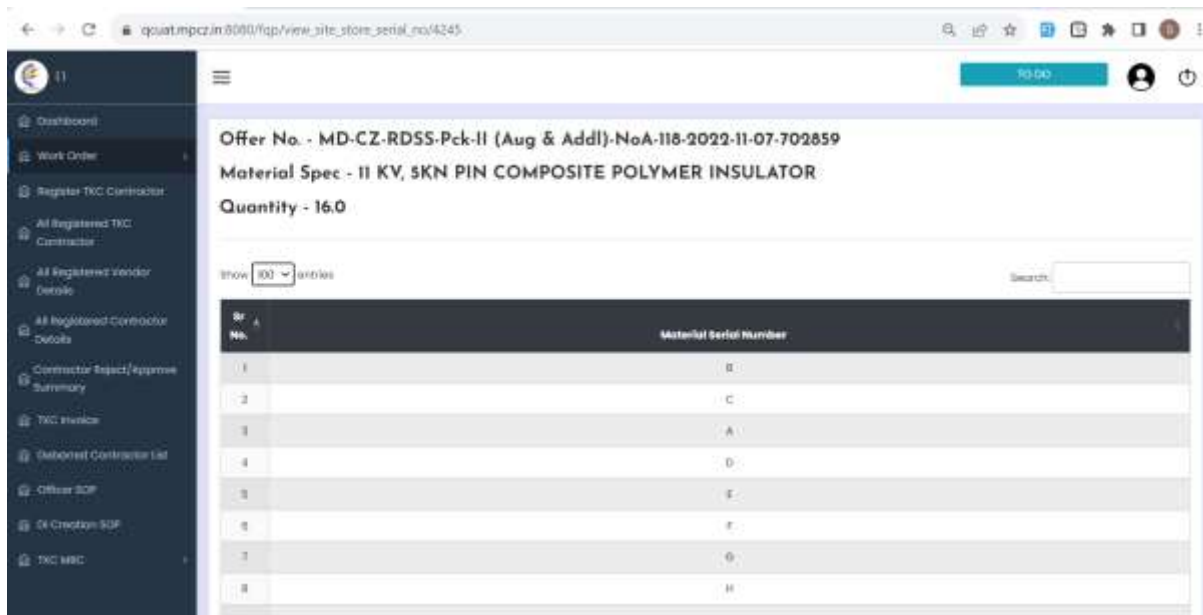 qcuat.mpcz.in:8080/fqp/view_site_store_serial_no/4245
TO DO
Dashboard
Work Order
Register TKC Contractor
All Registered TKC
Contractor
All Registered Vendor
Details
All Registered Contractor
Details
Contractor Reject/Approve
Summary
TKC Invoice
Debarred Contractor List
Officer SOP
DI Creation SOP
TKC MRC
Offer No. - MD-CZ-RDSS-Pck-II (Aug & Addl)-NoA-118-2022-11-07-702859
Material Spec - 11 KV, 5KN PIN COMPOSITE POLYMER INSULATOR
Quantity - 16.0
Show 100 entries
Search:
Sr
No. Material Serial Number
1 B
2 C
3 A
4 D
5 E
6 F
7 G
8 H